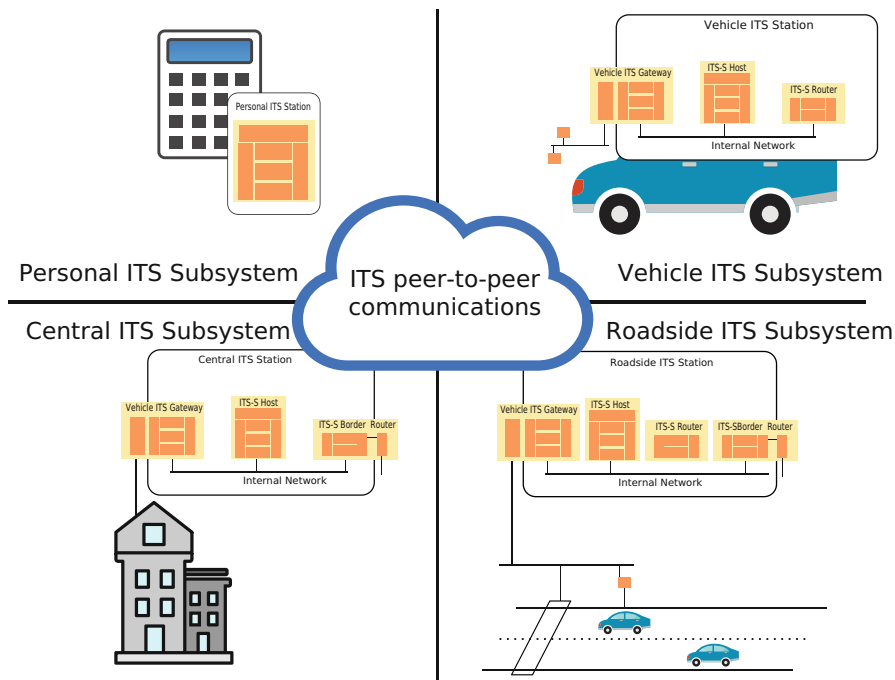 Personal ITS Station
Personal ITS Subsystem
Vehicle ITS Station
Vehicle ITS Gateway
ITS-S Host
ITS-S Router
Internal Network
Vehicle ITS Subsystem
ITS peer-to-peer
communications
Central ITS Subsystem
Central ITS Station
Vehicle ITS Gateway
ITS-S Host
ITS-S Border Router
Internal Network
Roadside ITS Subsystem
Roadside ITS Station
Vehicle ITS Gateway
ITS-S Host
ITS-S Router
ITS-SBorder Router
Internal Network